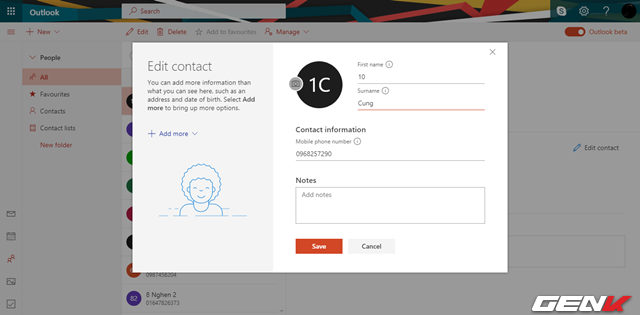 Outlook
Search
New
Edit
Delete
Add to favourites
Manage
Outlook beta
People
All
Favourites
Contacts
Contact lists
New folder
Edit contact
You can add more information than
what you can see here, such as an
address and date of birth. Select Add
more to bring up more options.
Add more
1C
First name
10
Surname
Cung
Contact information
Mobile phone number
0968257290
Notes
Add notes
Save
Cancel
Edit contact
0987458294
82
8 Nghen 2
01647826373
GENK